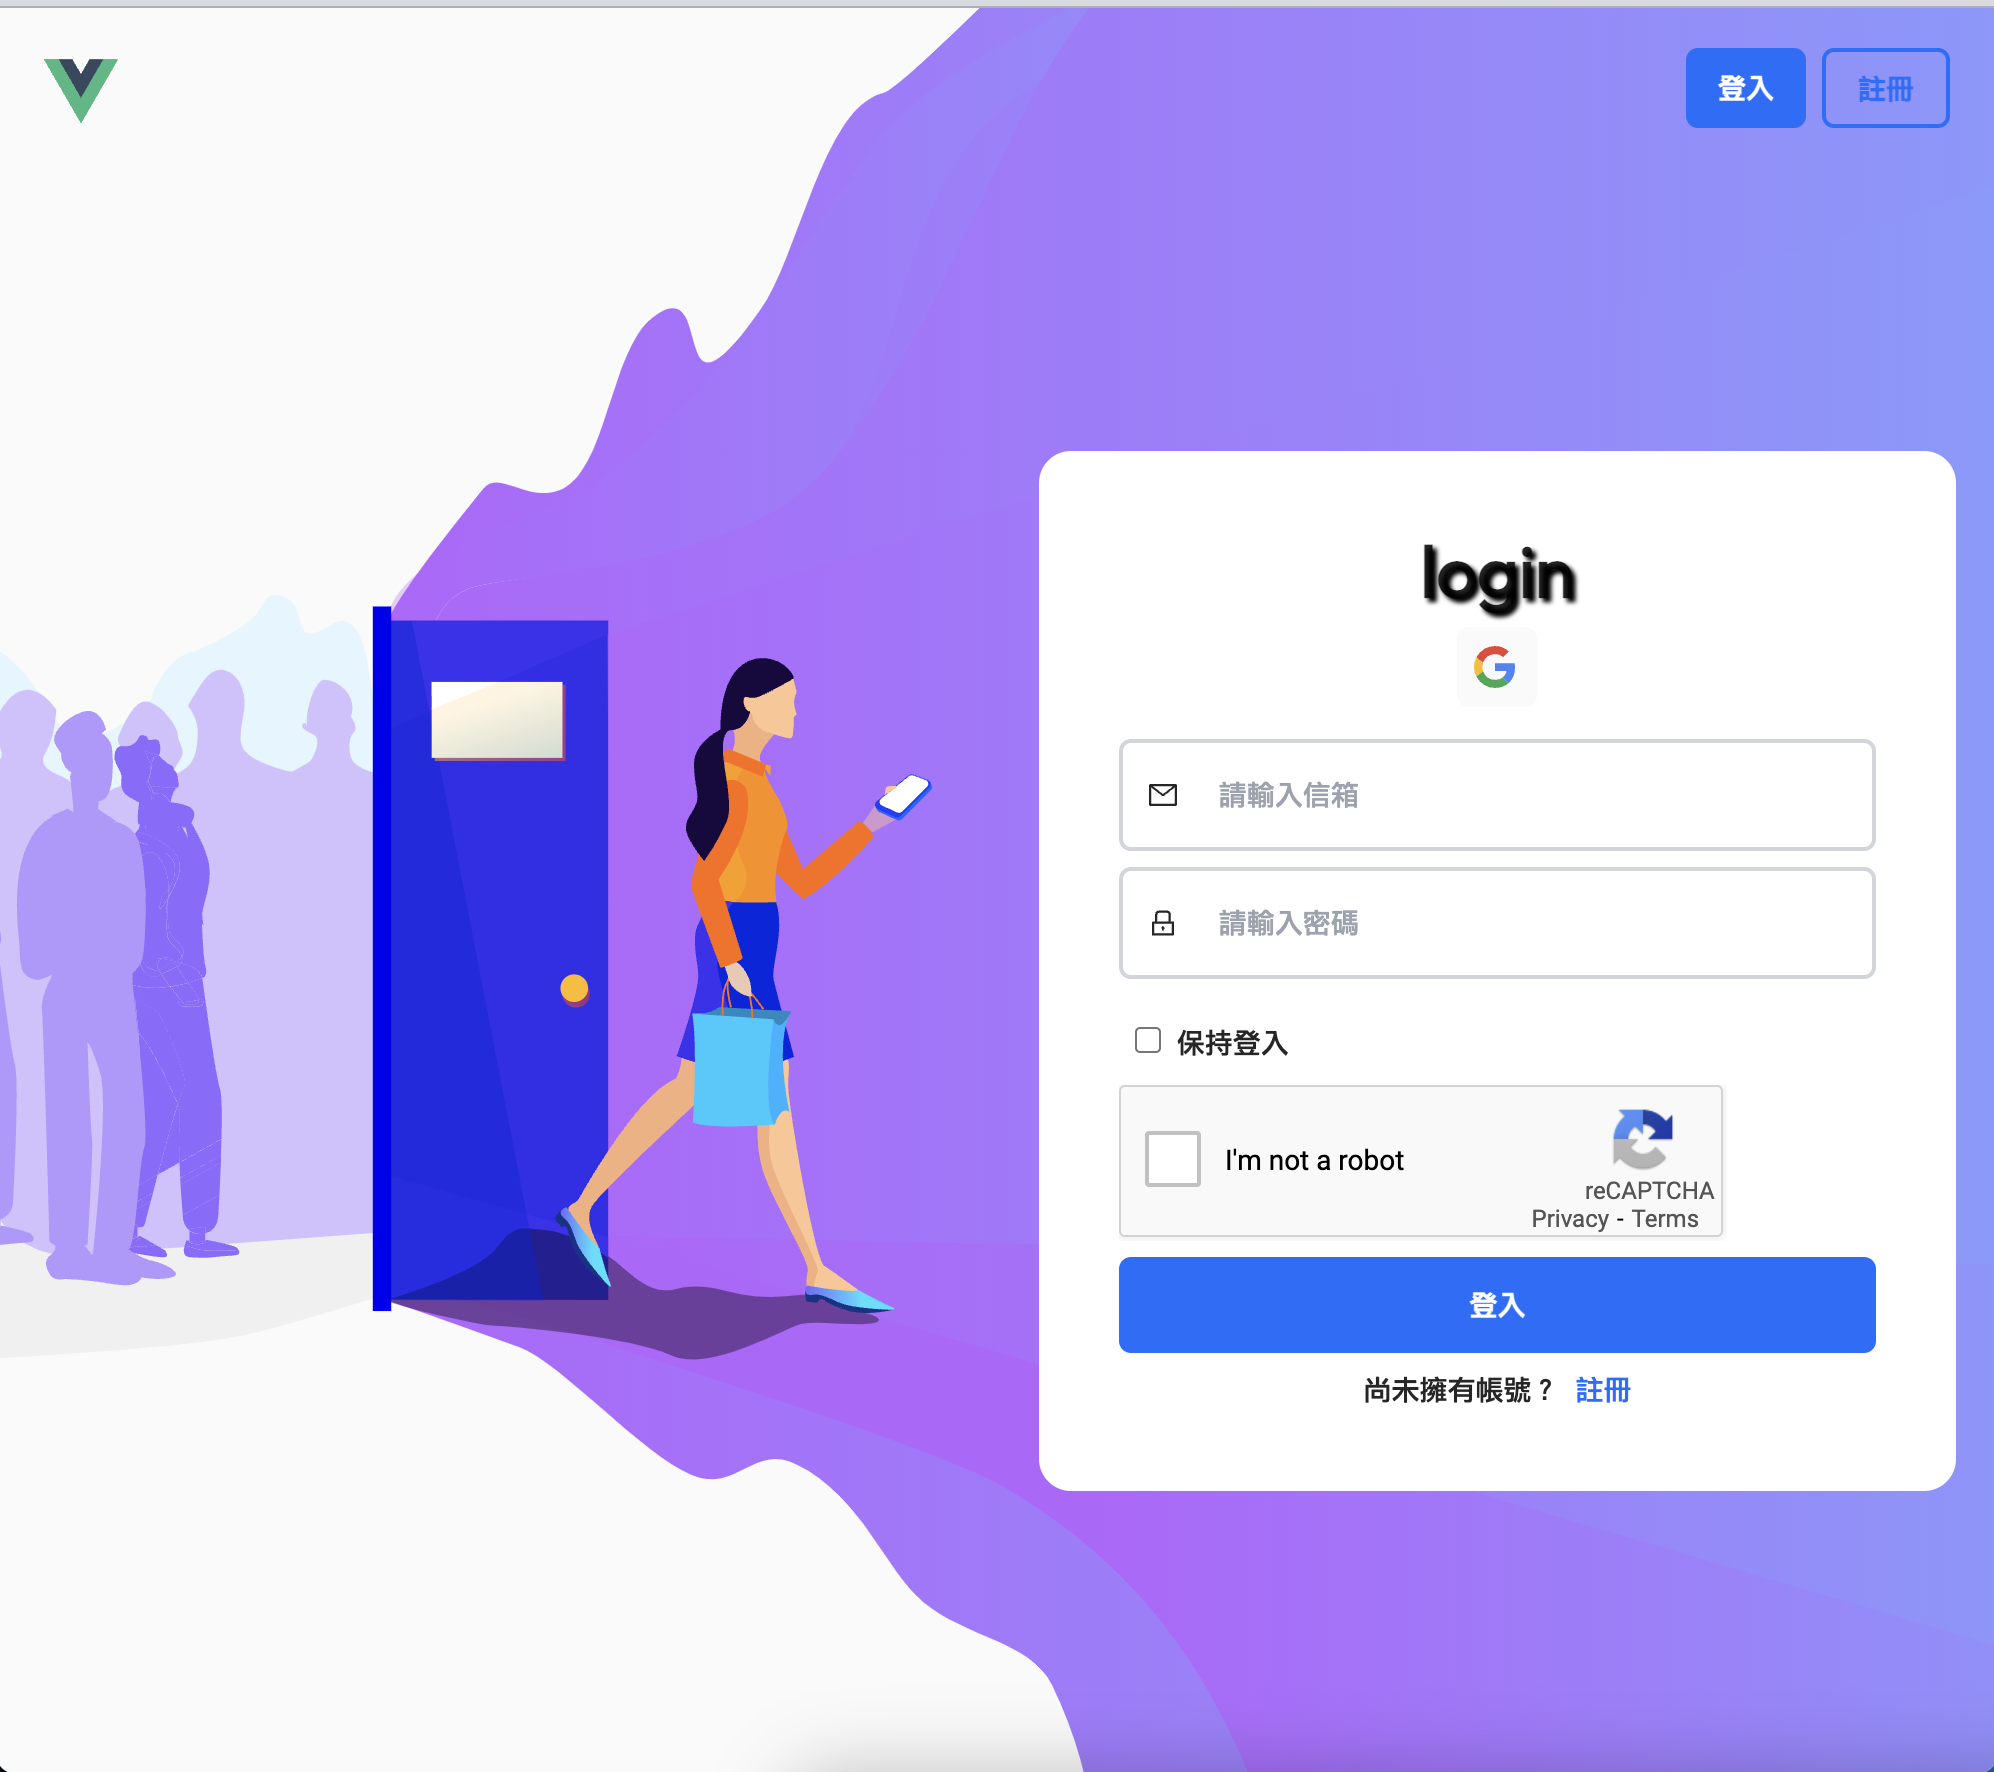 登入
註冊
login
請輸入信箱
請輸入密碼
保持登入
I'm not a robot
reCAPTCHA
Privacy - Terms
登入
尚未擁有帳號？ 註冊